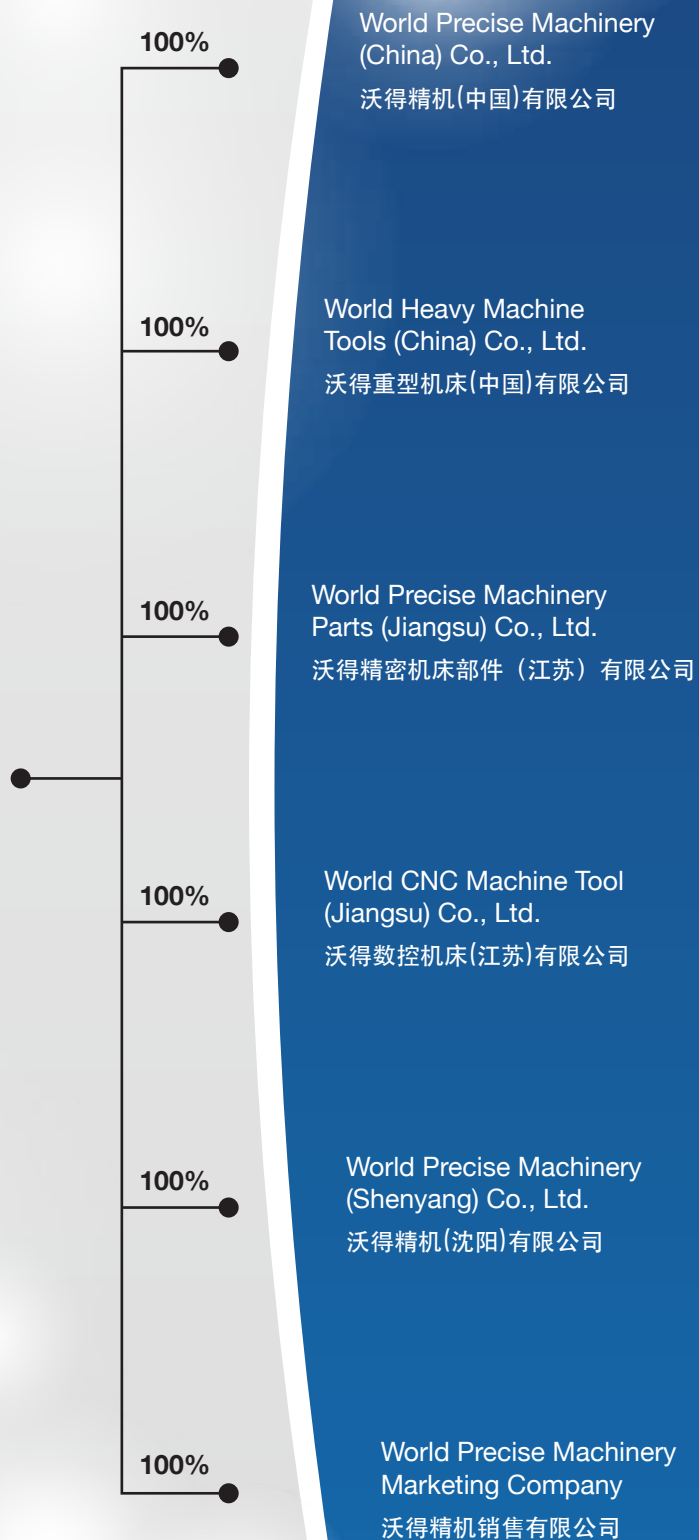 100%
World Precise Machinery
(China) Co., Ltd.
沃得精机(中国)有限公司
100%
World Heavy Machine
Tools (China) Co., Ltd.
沃得重型机床(中国)有限公司
100%
World Precise Machinery
Parts (Jiangsu) Co., Ltd.
沃得精密机床部件（江苏）有限公司
100%
World CNC Machine Tool
(Jiangsu) Co., Ltd.
沃得数控机床(江苏)有限公司
100%
World Precise Machinery
(Shenyang) Co., Ltd.
沃得精机(沈阳)有限公司
100%
World Precise Machinery
Marketing Company
沃得精机销售有限公司